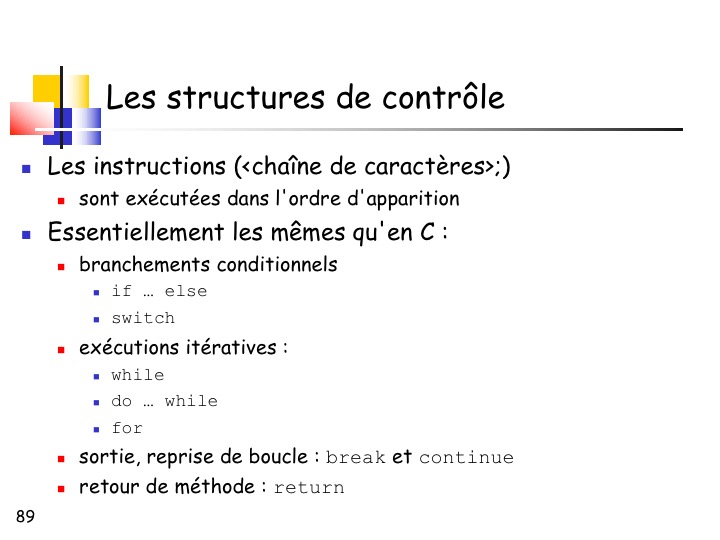 Les structures de contrôle
Les instructions (<chaîne de caractères>;)
sont exécutées dans l'ordre d'apparition
Essentiellement les mêmes qu'en C :
branchements conditionnels
if … else
switch
exécutions itératives :
while
do … while
for
sortie, reprise de boucle : break et continue
retour de méthode : return
89